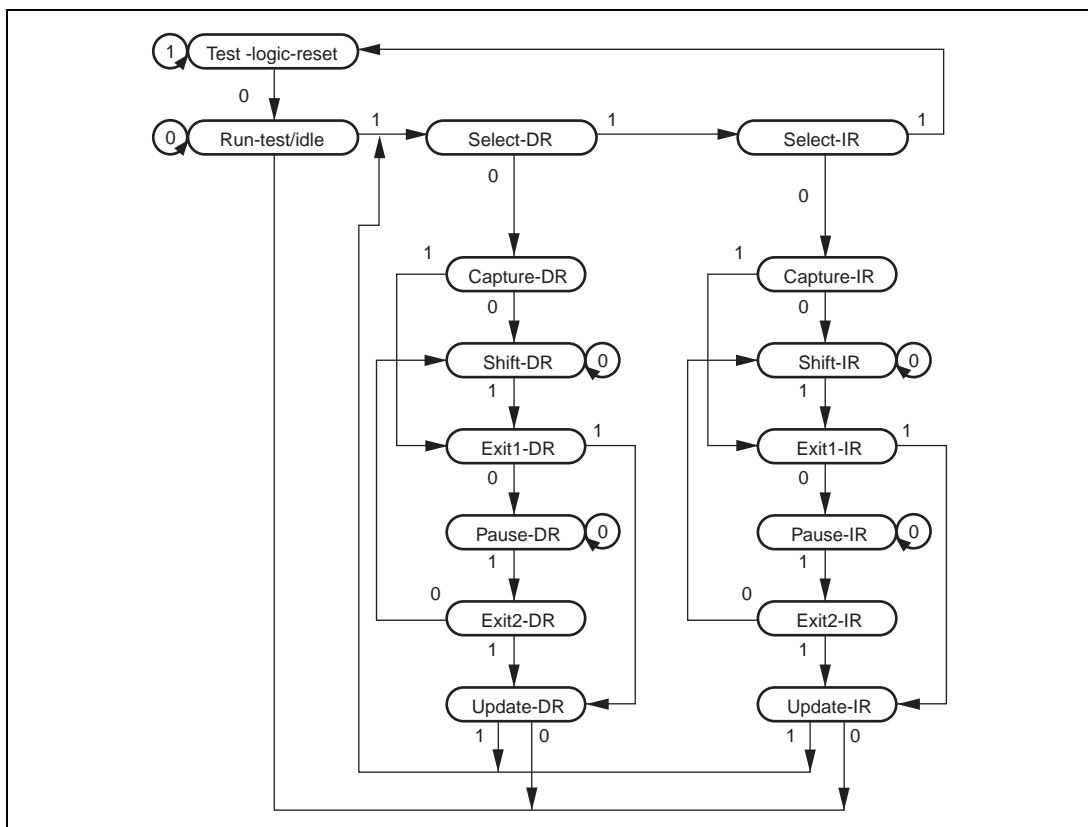 1 Test -logic-reset
0
0 Run-test/idle 1 Select-DR 1 Select-IR 1
0 0
1 Capture-DR 1 Capture-IR
0 0
Shift-DR 0 Shift-IR 0
1 1
Exit1-DR 1 Exit1-IR 1
0 0
Pause-DR 0 Pause-IR 0
1 1
0 Exit2-DR 0 Exit2-IR
1 1
Update-DR Update-IR
1 0 1 0